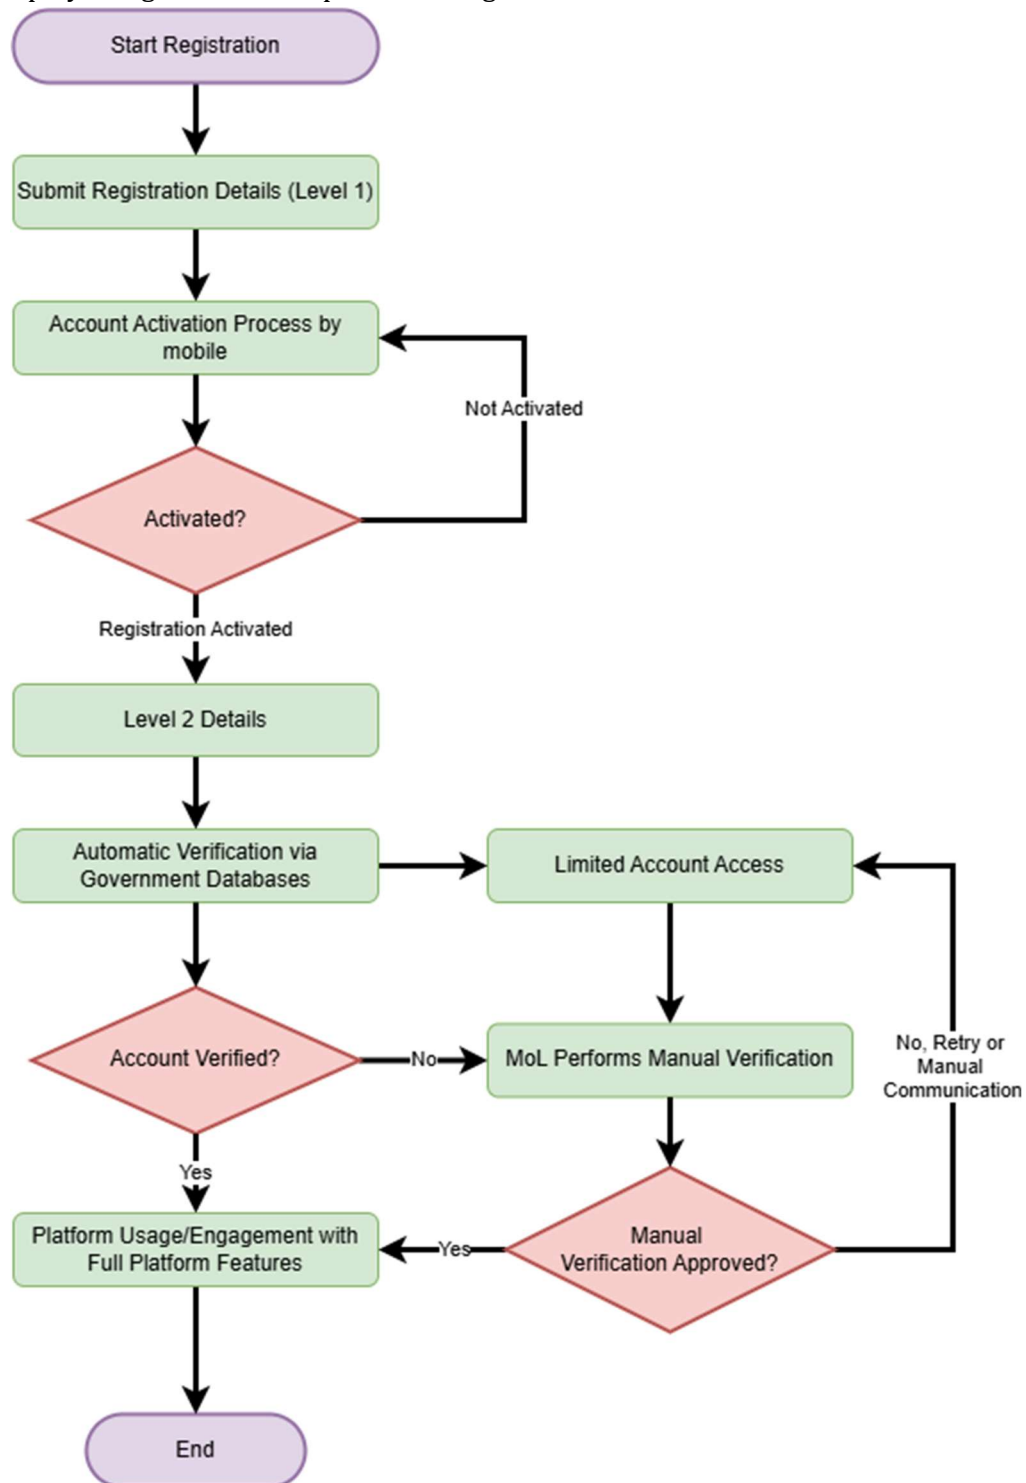 Start Registration
Submit Registration Details (Level 1)
Account Activation Process by
mobile
Not Activated
Activated?
Registration Activated
Level 2 Details
Automatic Verification via
Government Databases
Limited Account Access
Account Verified?
No
MoL Performs Manual Verification
No, Retry or
Manual
Communication
Yes
Platform Usage/Engagement with
Full Platform Features
Yes
Manual
Verification Approved?
End